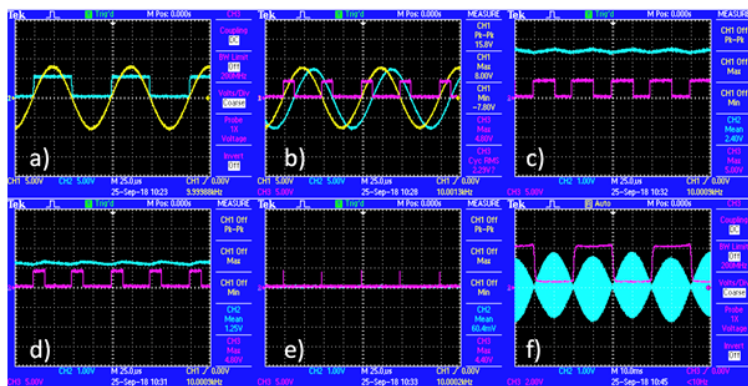 Tek Trig'd M Pos: 0.000s CH3
Coupling
DC
BW Limit
Off
200MHz
Volts/Div
Coarse
Probe
1X
Voltage
Invert
Off
a)
CH1 5.00V CH2 5.00V M 25.0µs CH1 / 0.00V
25-Sep-18 10:23 9.99988kHz
Tek Trig'd M Pos: 0.000s MEASURE
CH1
Pk-Pk
15.8V
CH1
Max
8.00V
CH1
Min
-7.80V
CH3
Max
4.00V
CH3
Cyc RMS
2.29V?
b)
CH1 5.00V CH2 5.00V M 25.0µs CH1 / 0.00V
CH3 5.00V 25-Sep-18 10:28 10.0013kHz
Tek Trig'd M Pos: 0.000s MEASURE
CH1 Off
Pk-Pk
CH1 Off
Max
CH1 Off
Min
CH2
Mean
2.40V
CH3
Max
5.00V
c)
CH2 1.00V M 25.0µs CH1 / 0.00V
CH3 5.00V 25-Sep-18 10:32 10.0009kHz
Tek Trig'd M Pos: 0.000s MEASURE
CH1 Off
Pk-Pk
CH1 Off
Max
CH1 Off
Min
CH2
Mean
1.25V
CH3
Max
4.00V
d)
CH2 1.00V M 25.0µs CH1 / 0.00V
CH3 5.00V 25-Sep-18 10:31 10.0003kHz
Tek Trig'd M Pos: 0.000s MEASURE
CH1 Off
Pk-Pk
CH1 Off
Max
CH1 Off
Min
CH2
Mean
60.4mV
CH3
Max
4.40V
e)
CH2 1.00V M 25.0µs CH1 / 0.00V
CH3 5.00V 25-Sep-18 10:33 10.0002kHz
Tek Auto M Pos: 0.000s CH3
Coupling
DC
BW Limit
Off
200MHz
Volts/Div
Coarse
Probe
1X
Voltage
Invert
Off
f)
CH2 1.00V M 10.0ms CH3 / 0.00V
CH3 2.00V 25-Sep-18 10:45 <10Hz